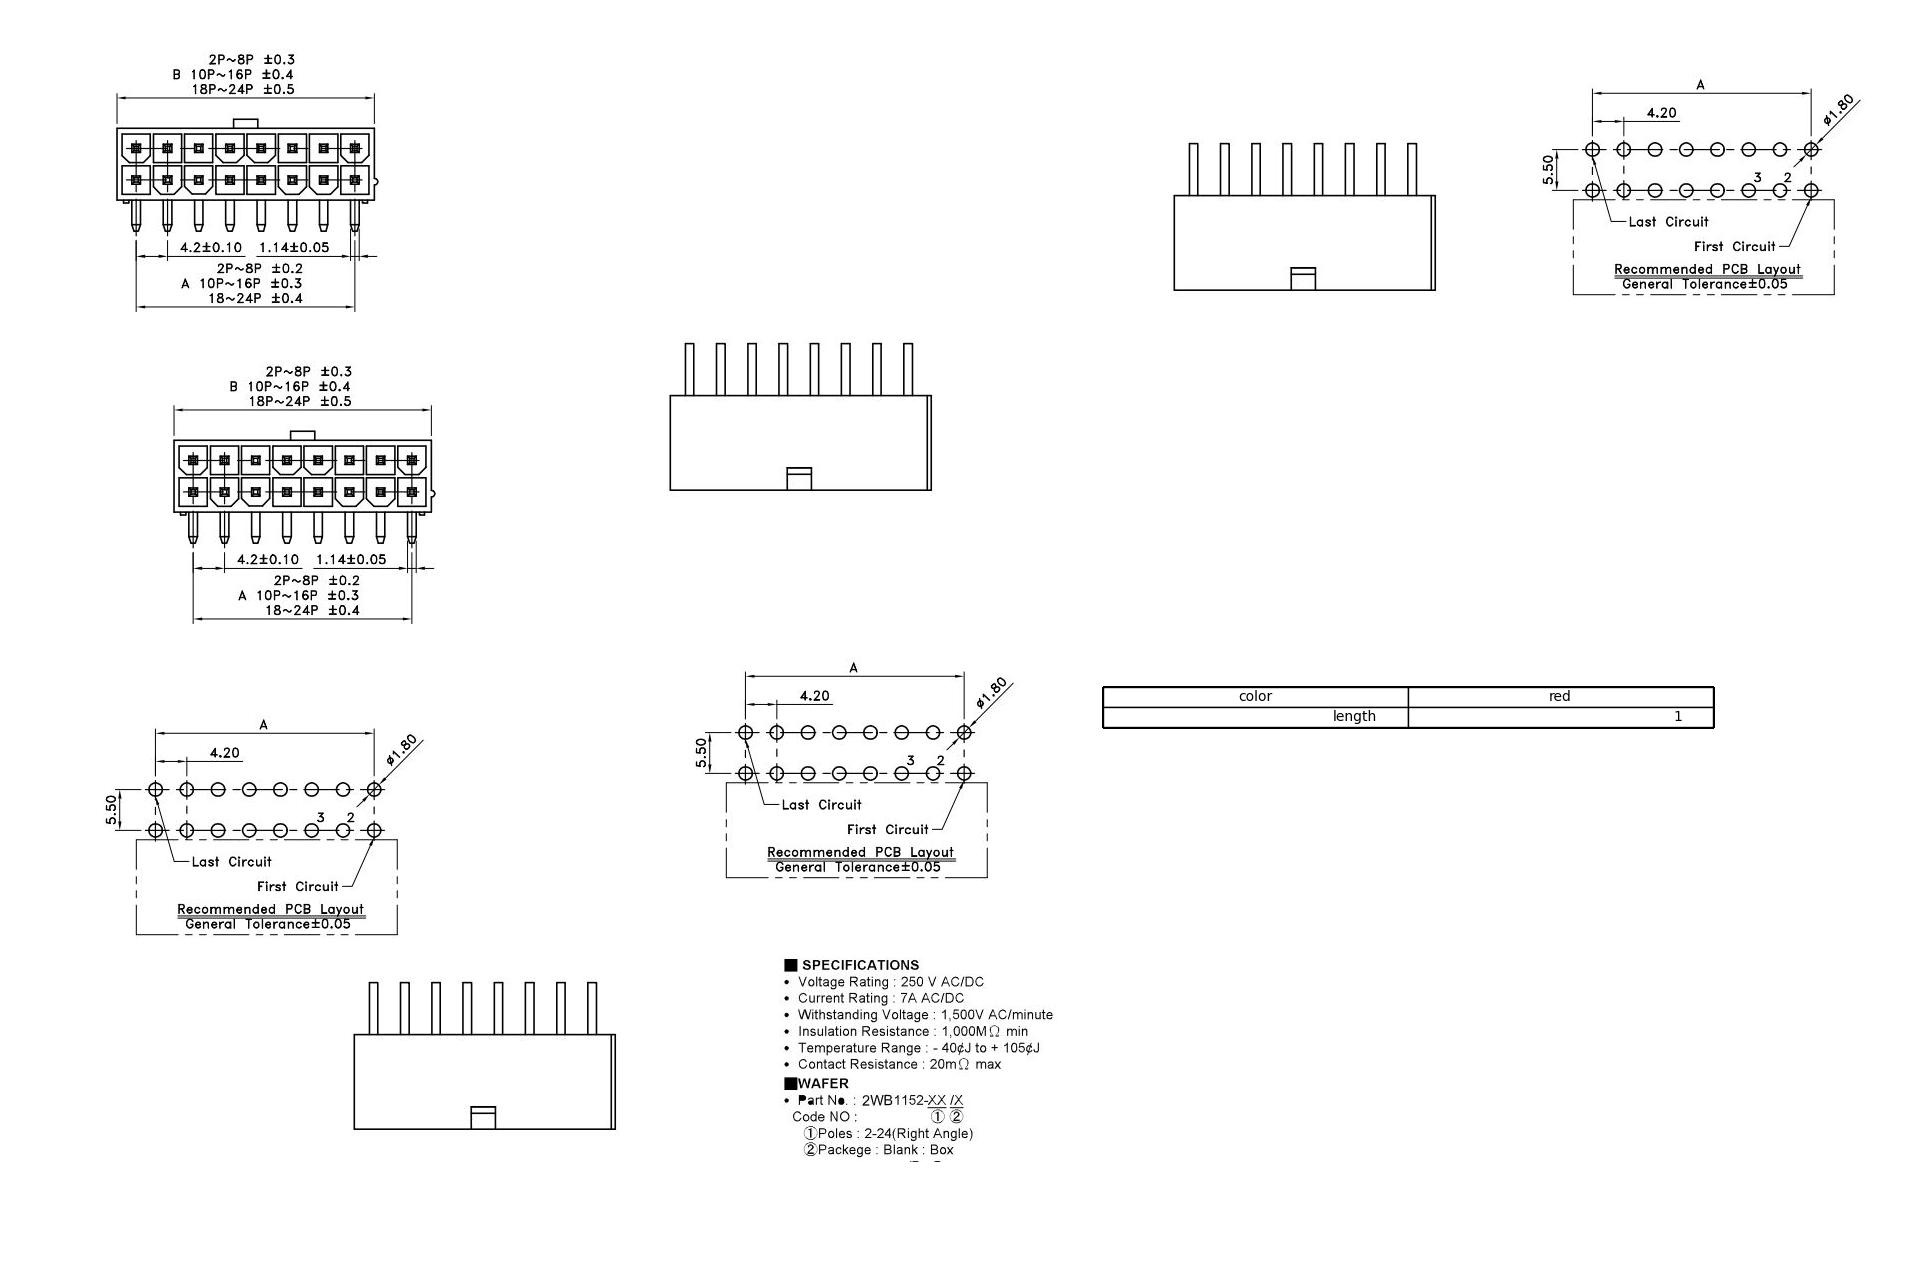 2P~8P ±0.3
B 10P~16P ±0.4
18P~24P ±0.5
4.2±0.10 1.14±0.05
2P~8P ±0.2
A 10P~16P ±0.3
18~24P ±0.4
A
4.20
ø1.80
5.50
3 2
Last Circuit
First Circuit
Recommended PCB Layout
General Tolerance±0.05
2P~8P ±0.3
B 10P~16P ±0.4
18P~24P ±0.5
4.2±0.10 1.14±0.05
2P~8P ±0.2
A 10P~16P ±0.3
18~24P ±0.4
A
4.20
ø1.80
5.50
3 2
Last Circuit
First Circuit
Recommended PCB Layout
General Tolerance±0.05
color red
length 1
A
4.20
ø1.80
5.50
3 2
Last Circuit
First Circuit
Recommended PCB Layout
General Tolerance±0.05
■ SPECIFICATIONS
• Voltage Rating : 250 V AC/DC
• Current Rating : 7A AC/DC
• Withstanding Voltage : 1,500V AC/minute
• Insulation Resistance : 1,000MΩ min
• Temperature Range : - 40¢J to + 105¢J
• Contact Resistance : 20mΩ max
■WAFER
• Part No. : 2WB1152-XX /X
Code NO : ① ②
①Poles : 2-24(Right Angle)
②Packege : Blank : Box